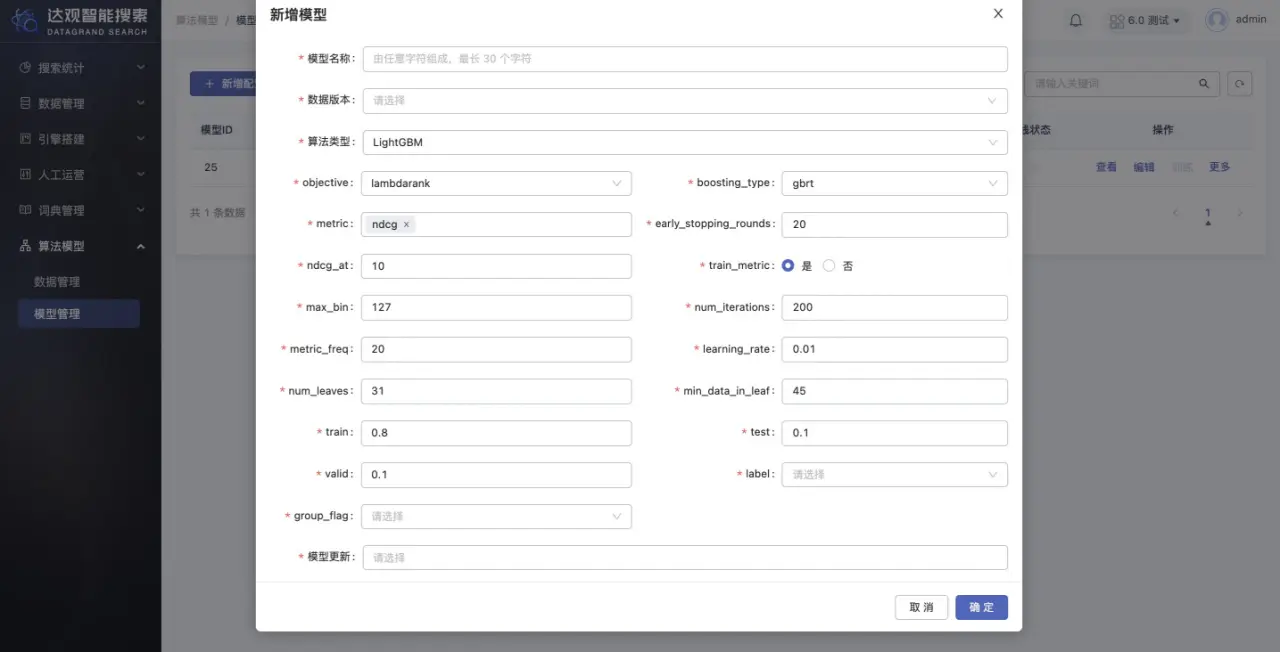 达观智能搜索
DATAGRAND SEARCH
搜索统计
数据管理
引擎搭建
人工运营
词典管理
算法模型
数据管理
模型管理
算法模型 / 模型
6.0 测试
admin
+ 新增配
请输入关键词
模型ID
线状态
操作
25
查看 编辑 训练 更多
共 1 条数据
1
新增模型
* 模型名称: 由任意字符组成，最长 30 个字符
* 数据版本: 请选择
* 算法类型: LightGBM
* objective: lambdarank
* boosting_type: gbrt
* metric: ndcg ×
* early_stopping_rounds: 20
* ndcg_at: 10
* train_metric: 是 否
* max_bin: 127
* num_iterations: 200
* metric_freq: 20
* learning_rate: 0.01
* num_leaves: 31
* min_data_in_leaf: 45
* train: 0.8
* test: 0.1
* valid: 0.1
* label: 请选择
* group_flag: 请选择
* 模型更新: 请选择
取 消
确 定